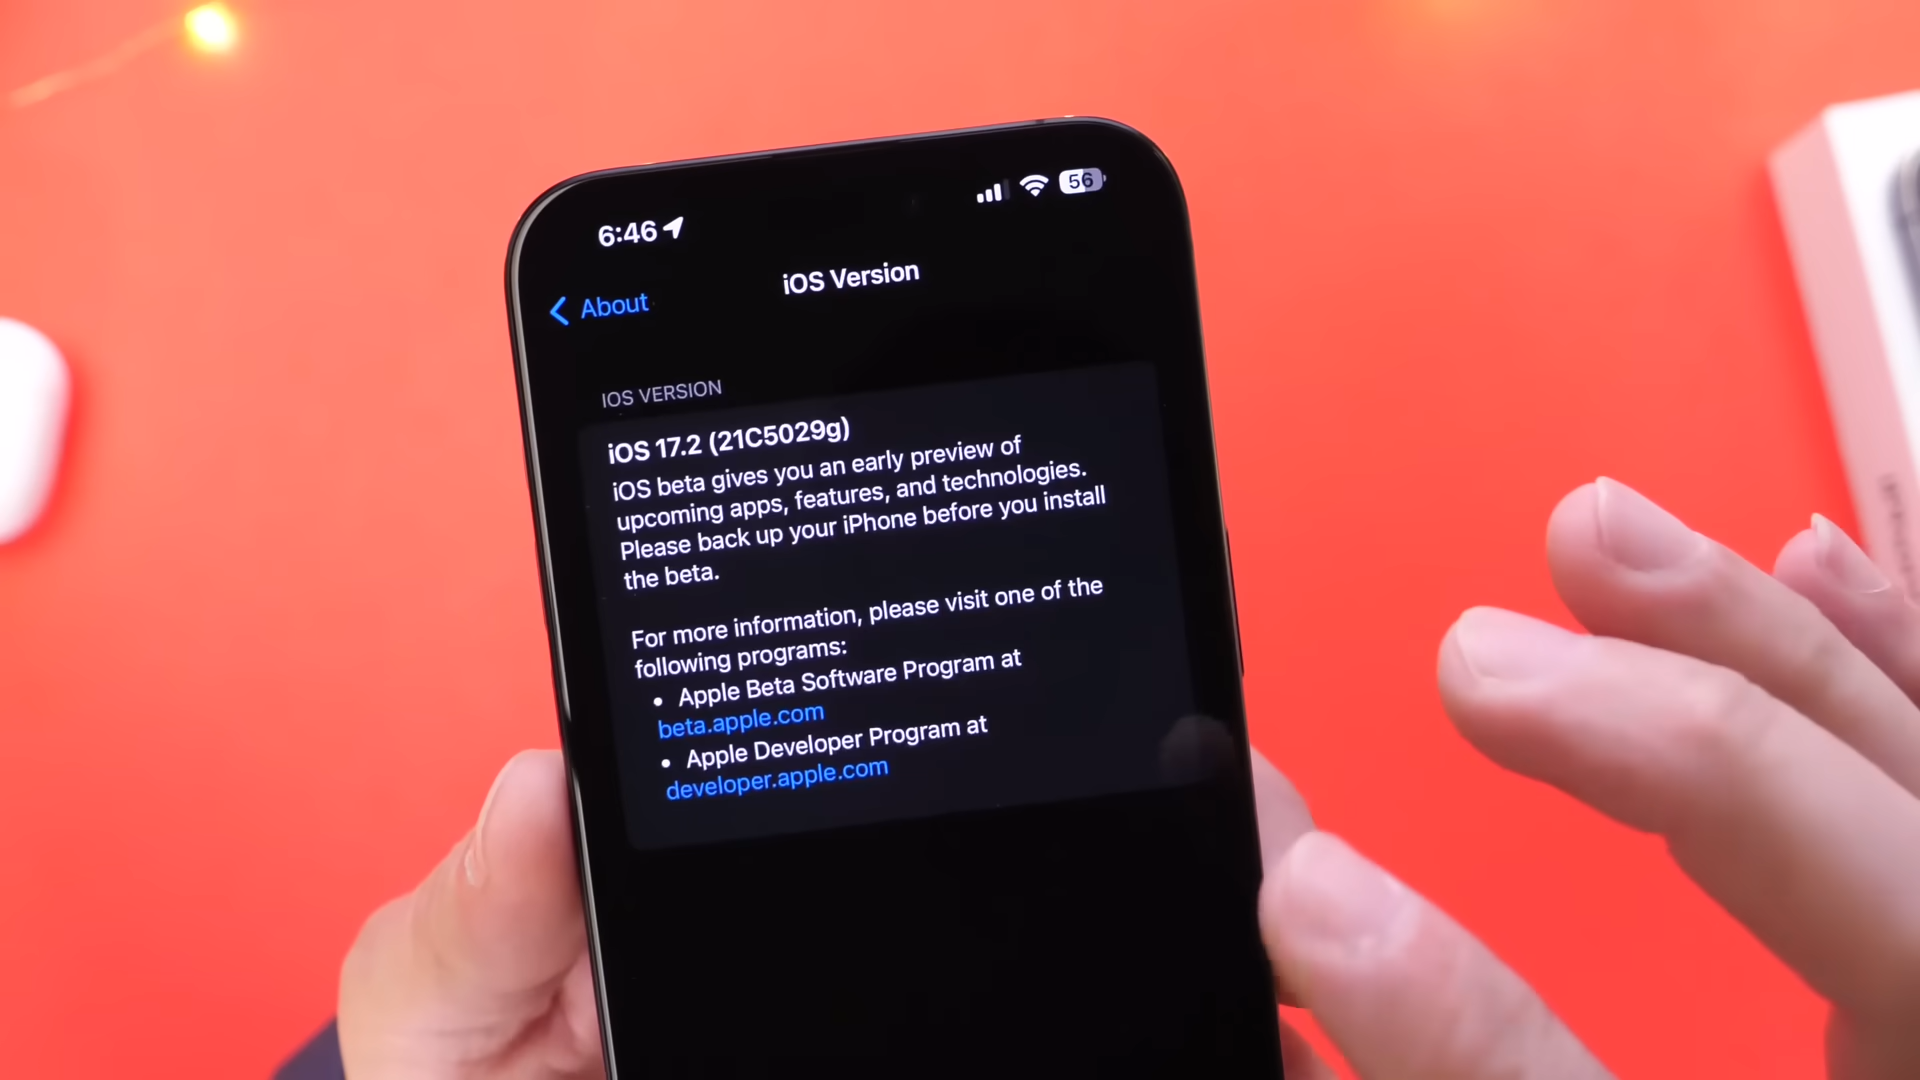 6:46
56
About
iOS Version
IOS VERSION
iOS 17.2 (21C5029g)
iOS beta gives you an early preview of
upcoming apps, features, and technologies.
Please back up your iPhone before you install
the beta.
For more information, please visit one of the
following programs:
• Apple Beta Software Program at
beta.apple.com
• Apple Developer Program at
developer.apple.com